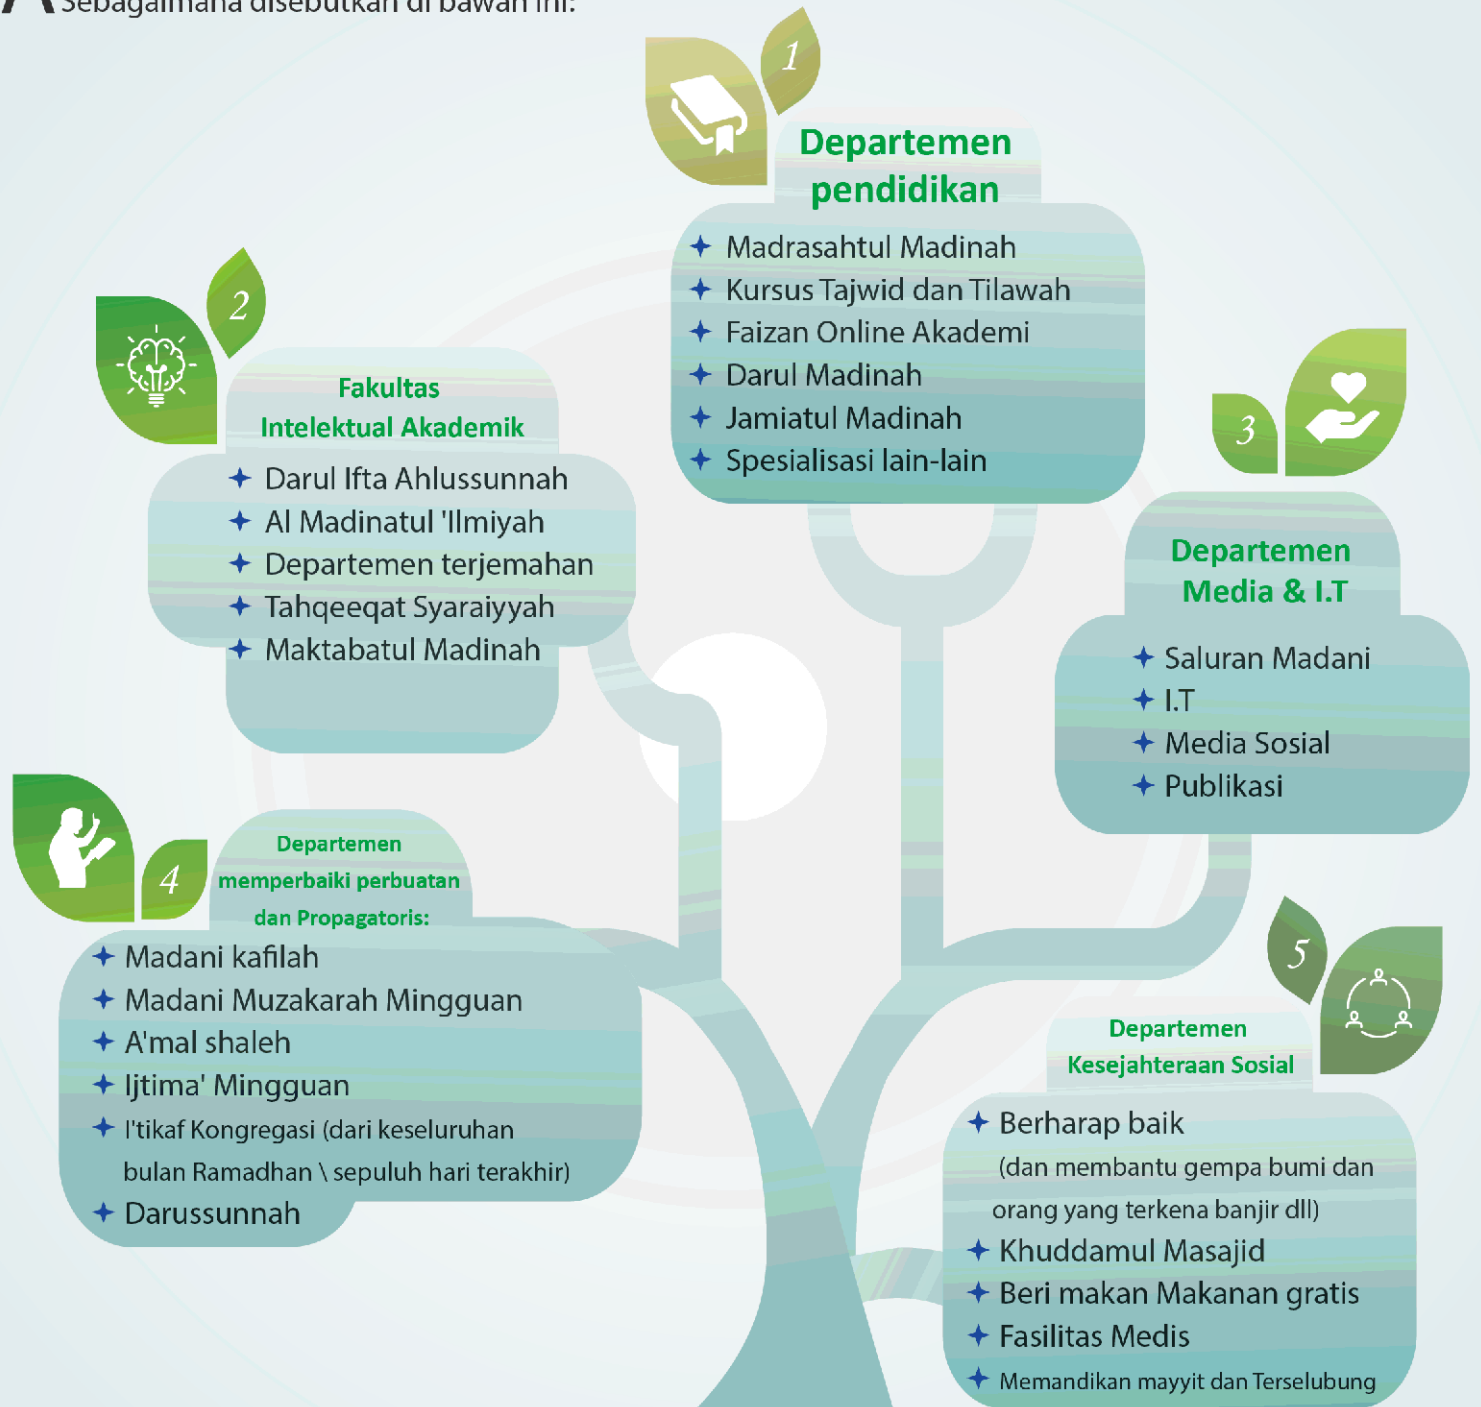 Sebagaimana disebutkan di bawah ini:
1
Departemen
pendidikan
Madrasahtul Madinah
Kursus Tajwid dan Tilawah
Faizan Online Akademi
Darul Madinah
Jamiatul Madinah
Spesialisasi lain-lain
2
Fakultas
Intelektual Akademik
Darul Ifta Ahlussunnah
Al Madinatul 'Ilmiyah
Departemen terjemahan
Tahqeeqat Syaraiyyah
Maktabatul Madinah
3
Departemen
Media & I.T
Saluran Madani
I.T
Media Sosial
Publikasi
4
Departemen
memperbaiki perbuatan
dan Propagatoris:
Madani kafilah
Madani Muzakarah Mingguan
A'mal shaleh
Ijtima' Mingguan
I'tikaf Kongregasi (dari keseluruhan
bulan Ramadhan \ sepuluh hari terakhir)
Darussunnah
5
Departemen
Kesejahteraan Sosial
Berharap baik
(dan membantu gempa bumi dan
orang yang terkena banjir dll)
Khuddamul Masajid
Beri makan Makanan gratis
Fasilitas Medis
Memandikan mayyit dan Terselubung